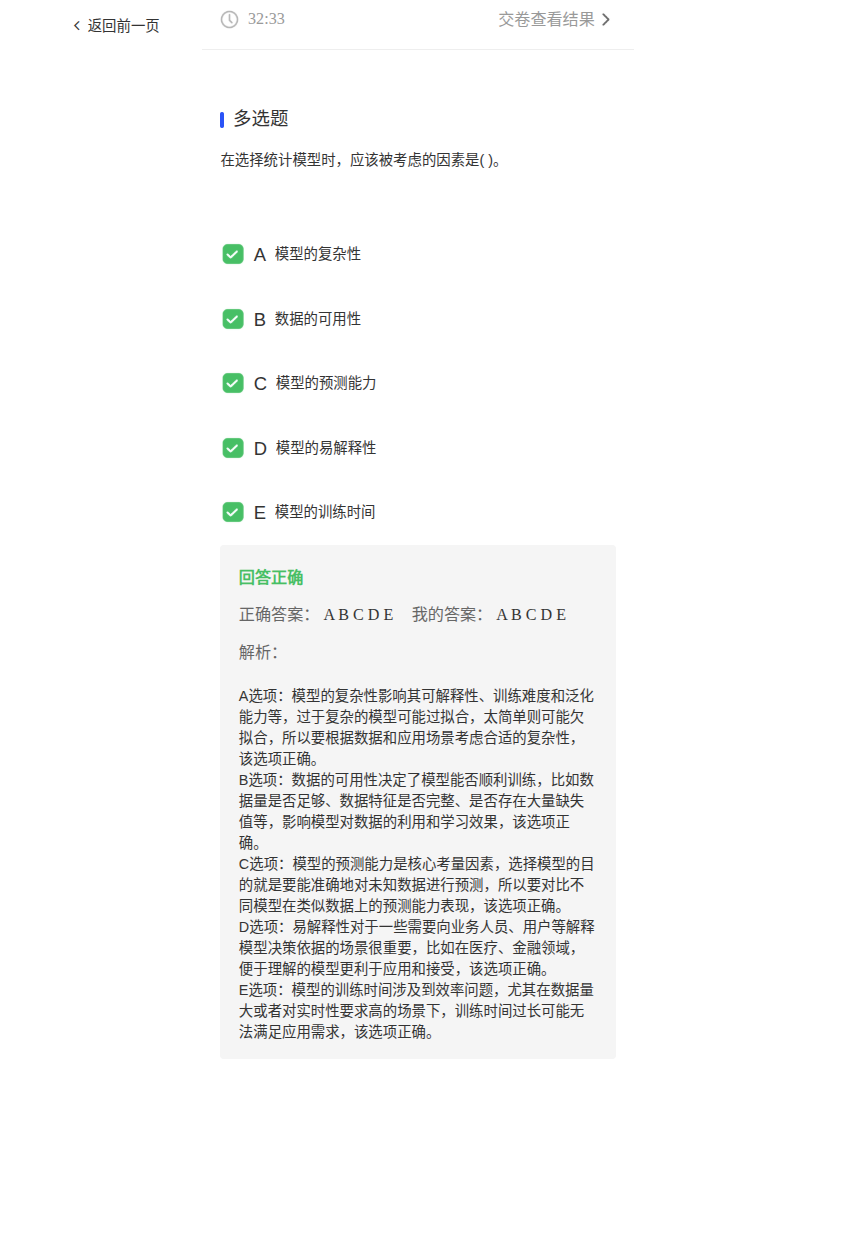 返回前一页
32:33
交卷查看结果
多选题
在选择统计模型时，应该被考虑的因素是( )。
A 模型的复杂性
B 数据的可用性
C 模型的预测能力
D 模型的易解释性
E 模型的训练时间
回答正确
正确答案： A B C D E 我的答案： A B C D E
解析：
A选项：模型的复杂性影响其可解释性、训练难度和泛化
能力等，过于复杂的模型可能过拟合，太简单则可能欠
拟合，所以要根据数据和应用场景考虑合适的复杂性，
该选项正确。
B选项：数据的可用性决定了模型能否顺利训练，比如数
据量是否足够、数据特征是否完整、是否存在大量缺失
值等，影响模型对数据的利用和学习效果，该选项正
确。
C选项：模型的预测能力是核心考量因素，选择模型的目
的就是要能准确地对未知数据进行预测，所以要对比不
同模型在类似数据上的预测能力表现，该选项正确。
D选项：易解释性对于一些需要向业务人员、用户等解释
模型决策依据的场景很重要，比如在医疗、金融领域，
便于理解的模型更利于应用和接受，该选项正确。
E选项：模型的训练时间涉及到效率问题，尤其在数据量
大或者对实时性要求高的场景下，训练时间过长可能无
法满足应用需求，该选项正确。